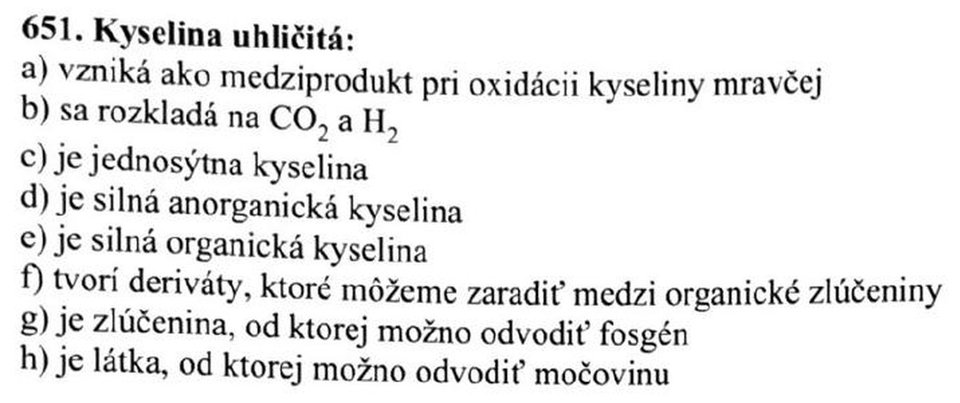 651. Kyselina uhličitá:
a) vzniká ako medziprodukt pri oxidácii kyseliny mravčej
b) sa rozkladá na CO₂ a H₂
c) je jednosýtna kyselina
d) je silná anorganická kyselina
e) je silná organická kyselina
f) tvorí deriváty, ktoré môžeme zaradiť medzi organické zlúčeniny
g) je zlúčenina, od ktorej možno odvodiť fosgén
h) je látka, od ktorej možno odvodiť močovinu